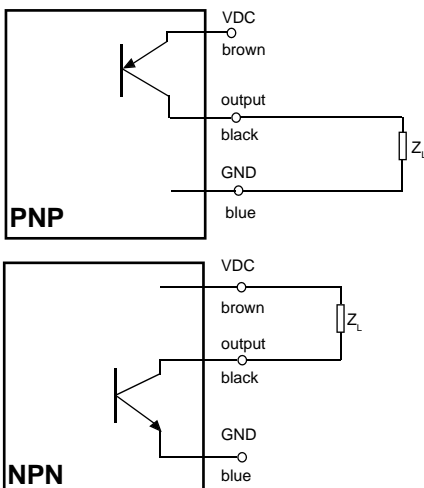 VDC
brown
output
black
Z_L
GND
PNP
blue
VDC
brown
Z_L
output
black
GND
NPN
blue